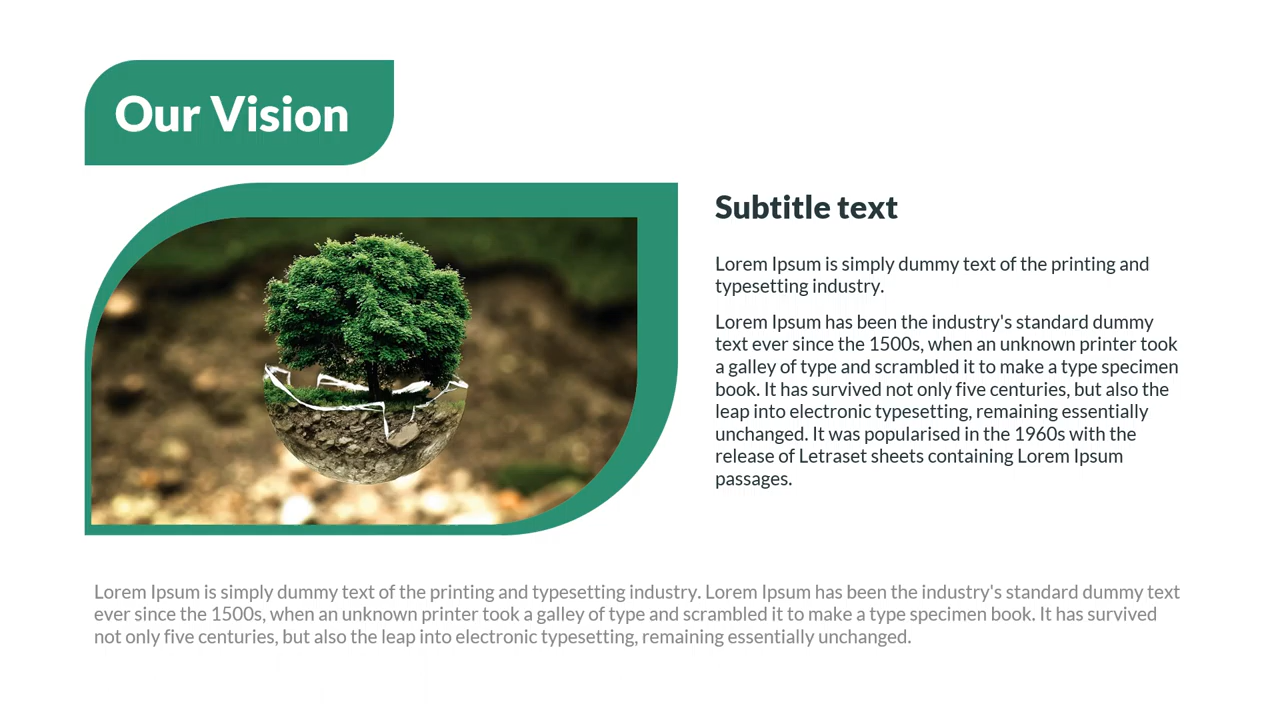 Our Vision
Subtitle text
Lorem Ipsum is simply dummy text of the printing and
typesetting industry.
Lorem Ipsum has been the industry's standard dummy
text ever since the 1500s, when an unknown printer took
a galley of type and scrambled it to make a type specimen
book. It has survived not only five centuries, but also the
leap into electronic typesetting, remaining essentially
unchanged. It was popularised in the 1960s with the
release of Letraset sheets containing Lorem Ipsum
passages.
Lorem Ipsum is simply dummy text of the printing and typesetting industry. Lorem Ipsum has been the industry's standard dummy text
ever since the 1500s, when an unknown printer took a galley of type and scrambled it to make a type specimen book. It has survived
not only five centuries, but also the leap into electronic typesetting, remaining essentially unchanged.